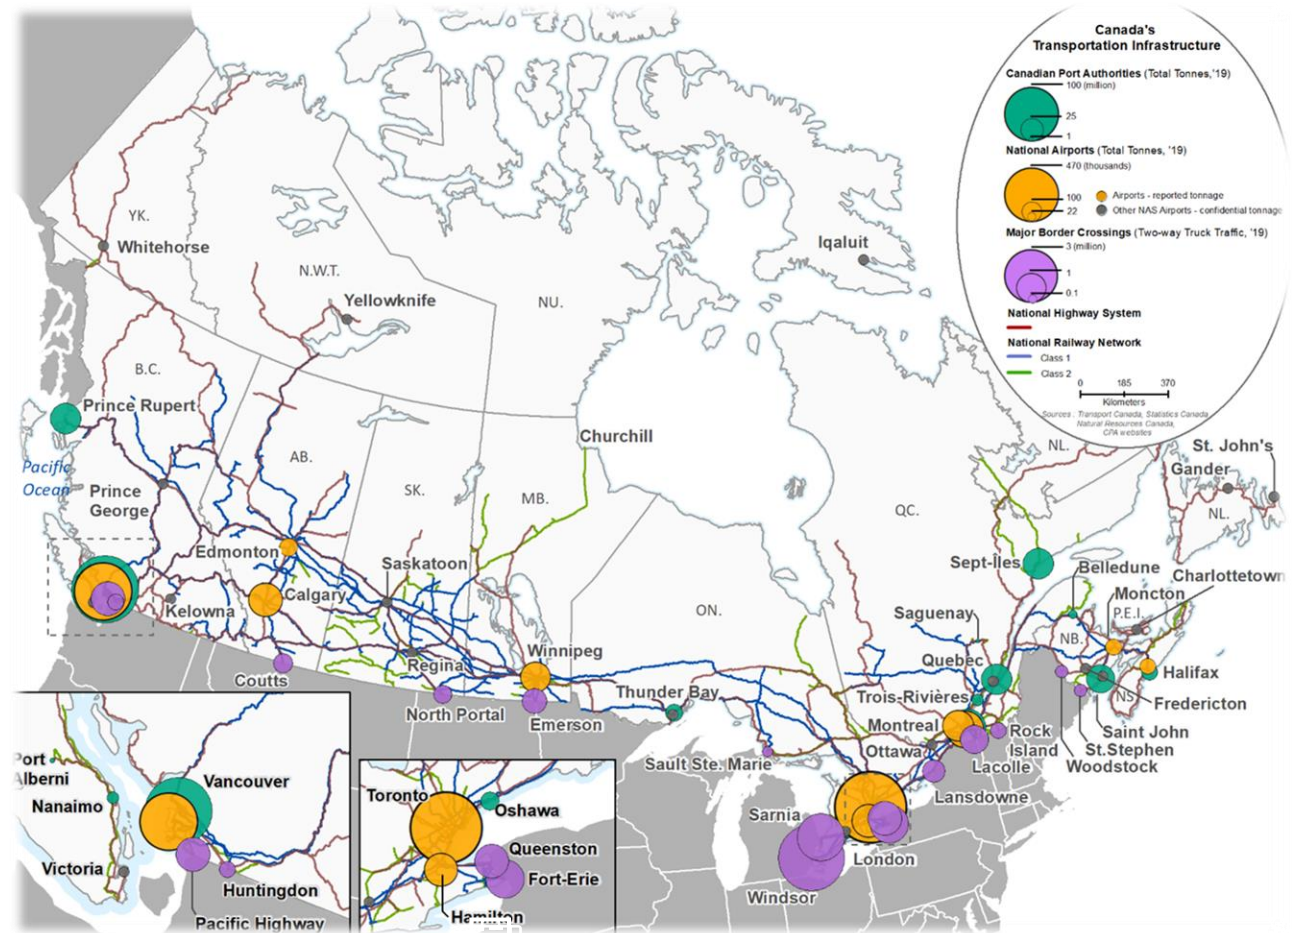 Canada's
Transportation Infrastructure
Canadian Port Authorities (Total Tonnes,'19)
100 (million)
25
1
National Airports (Total Tonnes, '19)
470 (thousands)
100
22
Airports - reported tonnage
Other NAS Airports - confidential tonnage
Major Border Crossings (Two-way Truck Traffic, '19)
3 (million)
1
0.1
National Highway System
National Railway Network
Class 1
Class 2
0 185 370
Kilometers
Sources : Transport Canada, Statistics Canada,
Natural Resources Canada,
CPA websites
YK.
Whitehorse
N.W.T.
Yellowknife
NU.
Iqaluit
B.C.
Prince Rupert
Pacific
Ocean
Prince
George
AB.
SK.
MB.
Churchill
Edmonton
Saskatoon
Calgary
Kelowna
Regina
Winnipeg
Coutts
North Portal
Emerson
ON.
Thunder Bay
Sault Ste. Marie
QC.
NL.
St. John's
Gander
NL.
Sept-Îles
Belledune
Charlottetown
Moncton
P.E.I.
Saguenay
NB.
Quebec
Halifax
Trois-Rivières
NS
Fredericton
Montreal
Rock
Island
Saint John
Ottawa
St.Stephen
Lacolle
Woodstock
Lansdowne
Sarnia
London
Windsor
Port
Alberni
Vancouver
Nanaimo
Victoria
Huntingdon
Pacific Highway
Toronto
Oshawa
Queenston
Fort-Erie
Hamilton